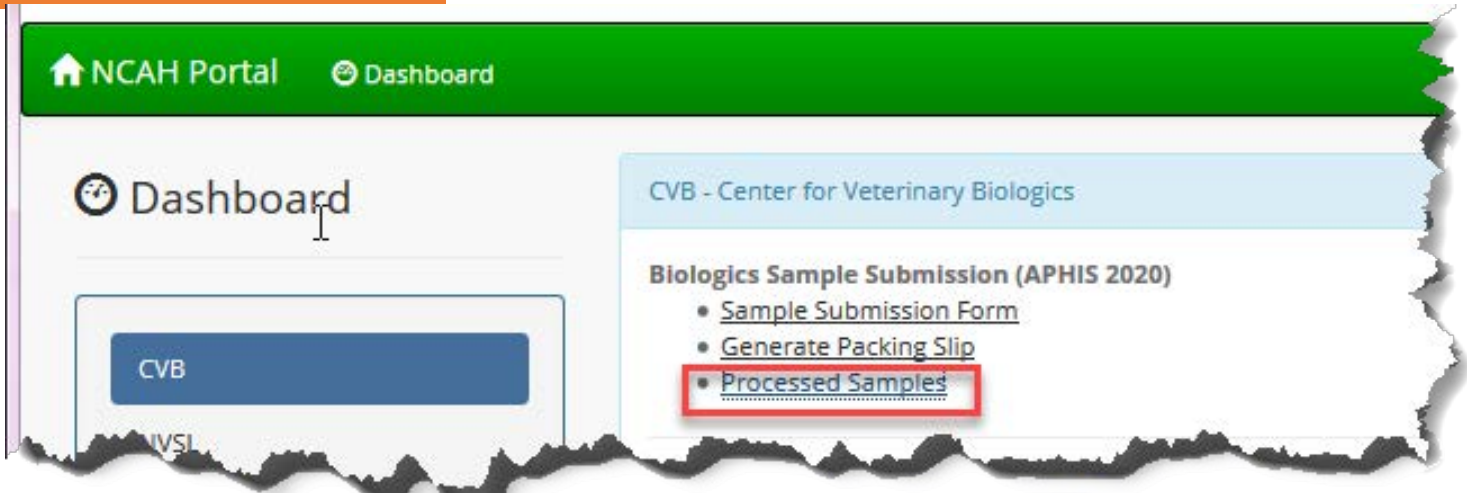 NCAH Portal Dashboard
Dashboard
CVB
NVSL
CVB - Center for Veterinary Biologics
Biologics Sample Submission (APHIS 2020)
Sample Submission Form
Generate Packing Slip
Processed Samples